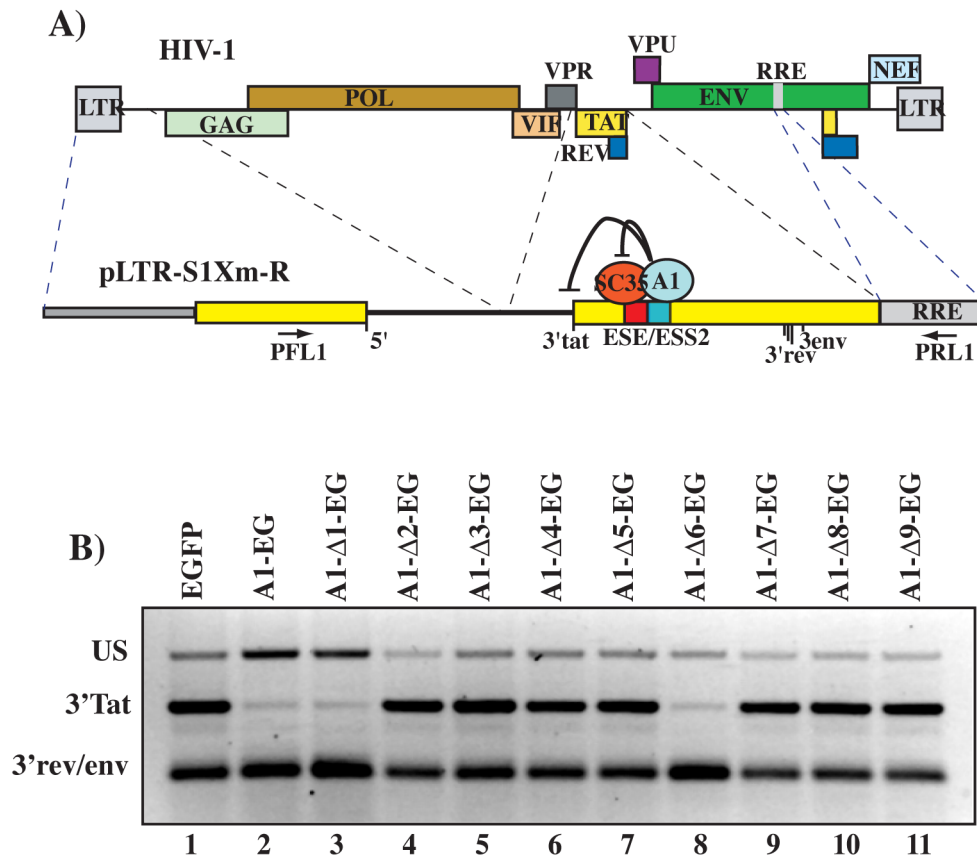 A)
HIV-1
VPU
VPR
RRE
NEF
LTR
POL
ENV
LTR
GAG
VIF
TAT
REV
pLTR-S1Xm-R
SC35
A1
RRE
PFL1
5'
3'tat
ESE/ESS2
3'rev
3env
PRL1
B)
EGFP
A1-EG
A1-Δ1-EG
A1-Δ2-EG
A1-Δ3-EG
A1-Δ4-EG
A1-Δ5-EG
A1-Δ6-EG
A1-Δ7-EG
A1-Δ8-EG
A1-Δ9-EG
US
3’Tat
3’rev/env
1 2 3 4 5 6 7 8 9 10 11